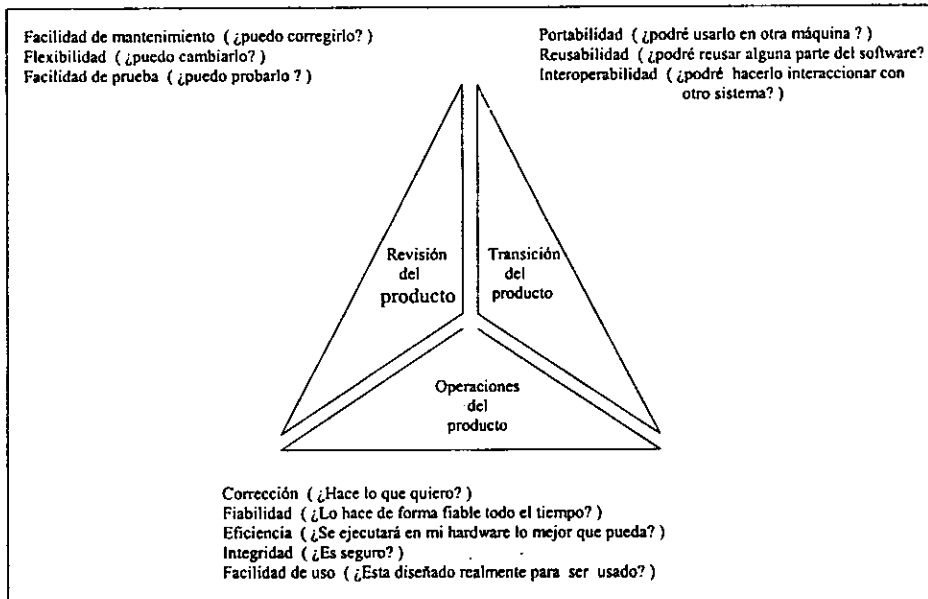 Facilidad de mantenimiento ( ¿puedo corregirlo? )
Flexibilidad ( ¿puedo cambiarlo? )
Facilidad de prueba ( ¿puedo probarlo ? )
Portabilidad ( ¿podré usarlo en otra máquina ? )
Reusabilidad ( ¿podré reusar alguna parte del software?
Interoperabilidad ( ¿podré hacerlo interaccionar con
otro sistema? )
Revisión
del
producto
Transición
del
producto
Operaciones
del
producto
Corrección ( ¿Hace lo que quiero? )
Fiabilidad ( ¿Lo hace de forma fiable todo el tiempo? )
Eficiencia ( ¿Se ejecutará en mi hardware lo mejor que pueda? )
Integridad ( ¿Es seguro? )
Facilidad de uso ( ¿Esta diseñado realmente para ser usado? )